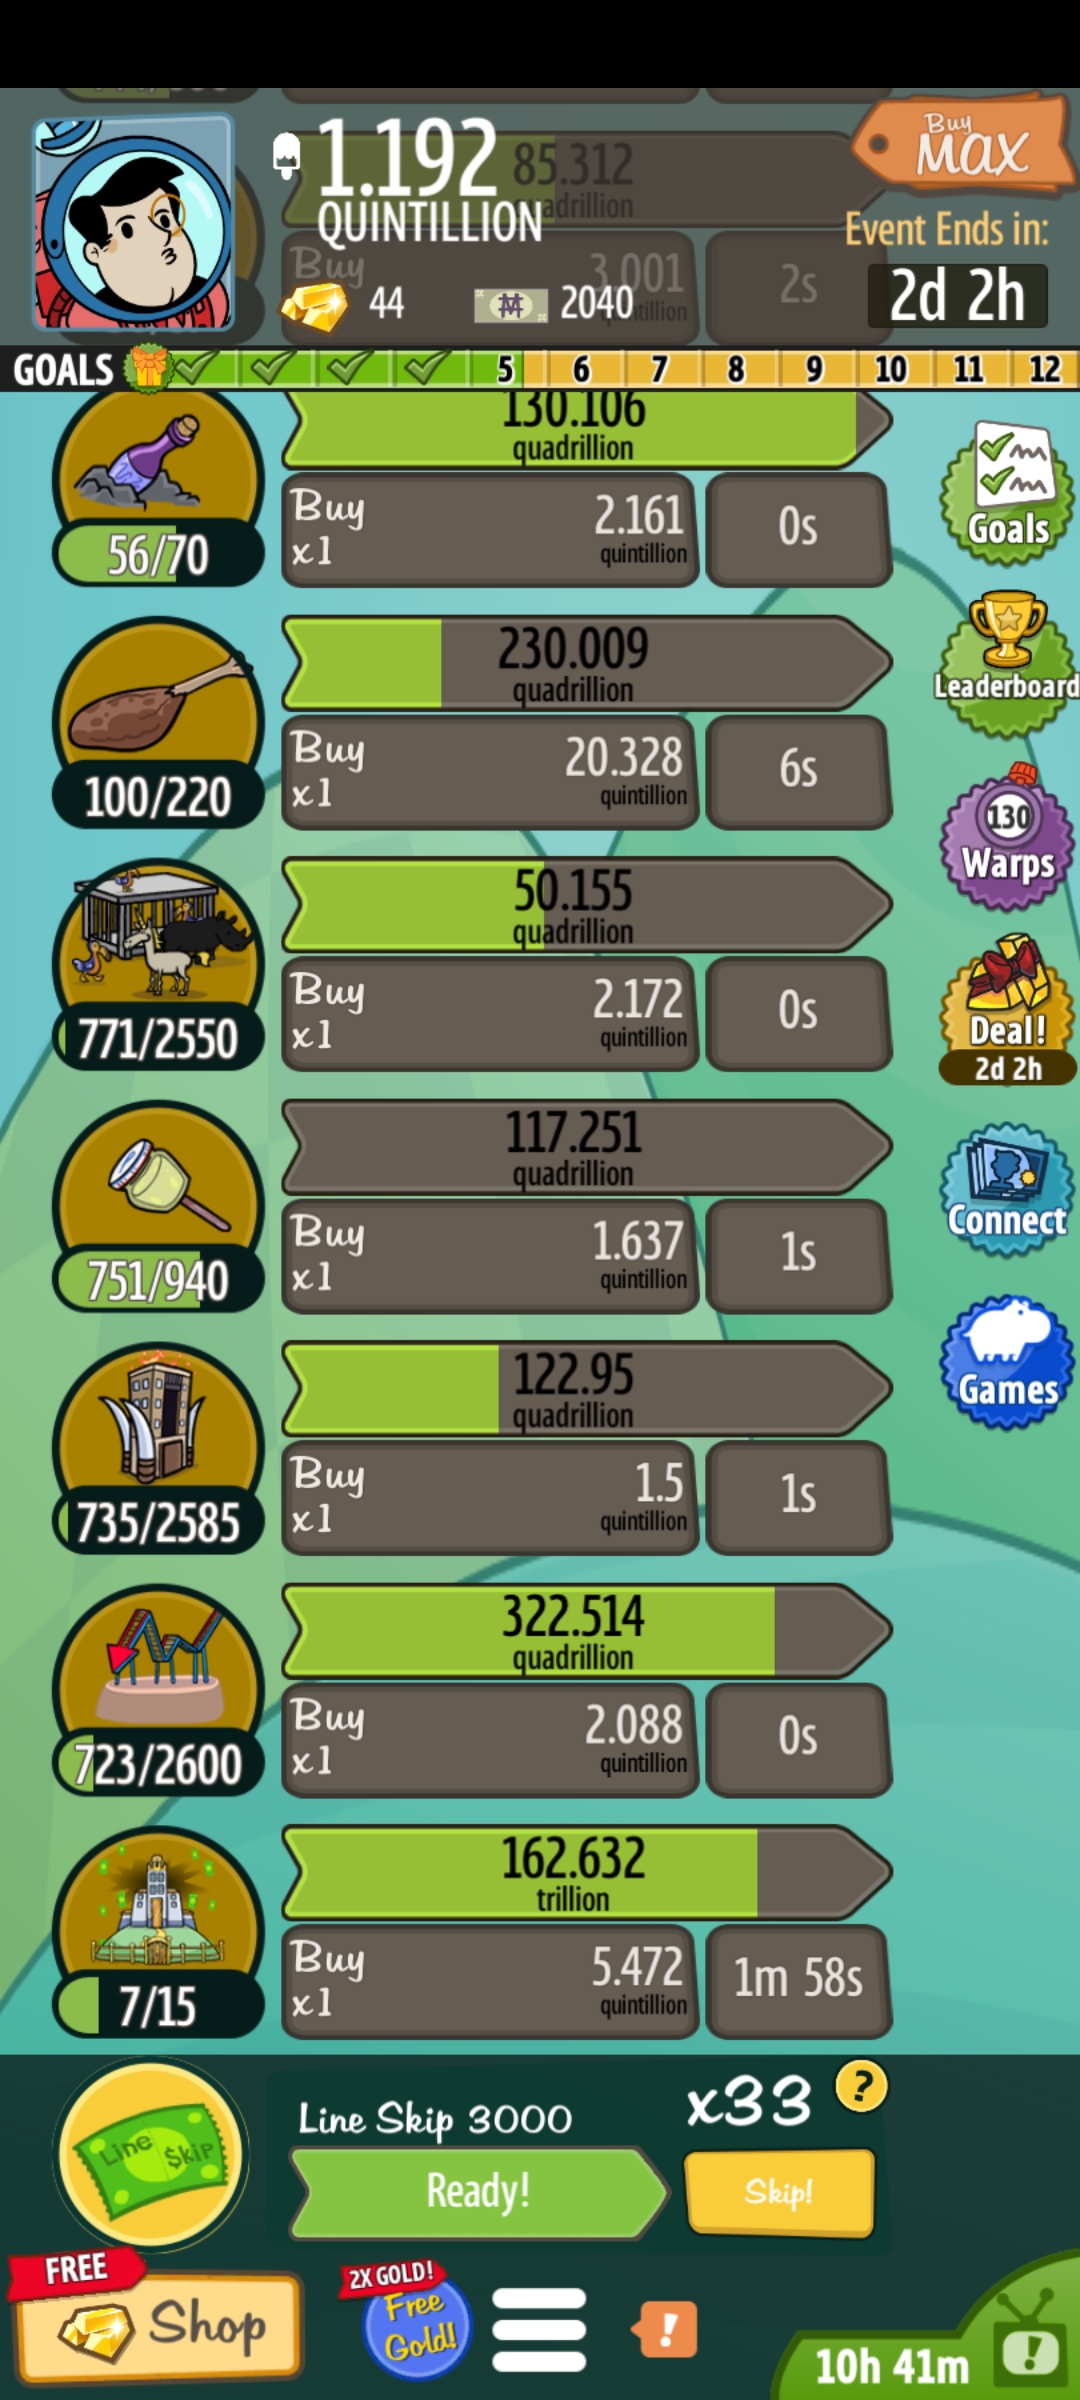 1.192
QUINTILLION
85.312
quadrillion
Buy
MAX
Event Ends in:
2d 2h
Buy
3.001
2s
44
2040
GOALS
5 6 7 8 9 10 11 12
130.106
quadrillion
56/70
Buy
x1
2.161
quintillion
0s
Goals
230.009
quadrillion
100/220
Buy
x1
20.328
quintillion
6s
Leaderboard
130
Warps
50.155
quadrillion
771/2550
Buy
x1
2.172
quintillion
0s
Deal!
2d 2h
117.251
quadrillion
751/940
Buy
x1
1.637
quintillion
1s
Connect
122.95
quadrillion
735/2585
Buy
x1
1.5
quintillion
1s
Games
322.514
quadrillion
723/2600
Buy
x1
2.088
quintillion
0s
162.632
trillion
7/15
Buy
x1
5.472
quintillion
1m 58s
Line $kip
Line Skip 3000
x33
?
Ready!
Skip!
FREE
Shop
2X GOLD!
Free
Gold!
!
10h 41m
!